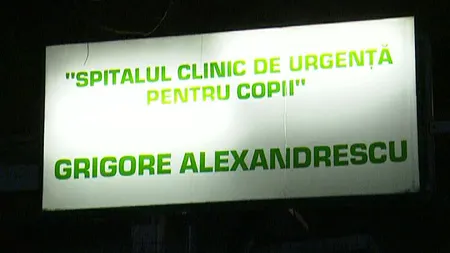 "SPITALUL CLINIC DE URGENȚĂ
PENTRU COPII"
GRIGORE ALEXANDRESCU